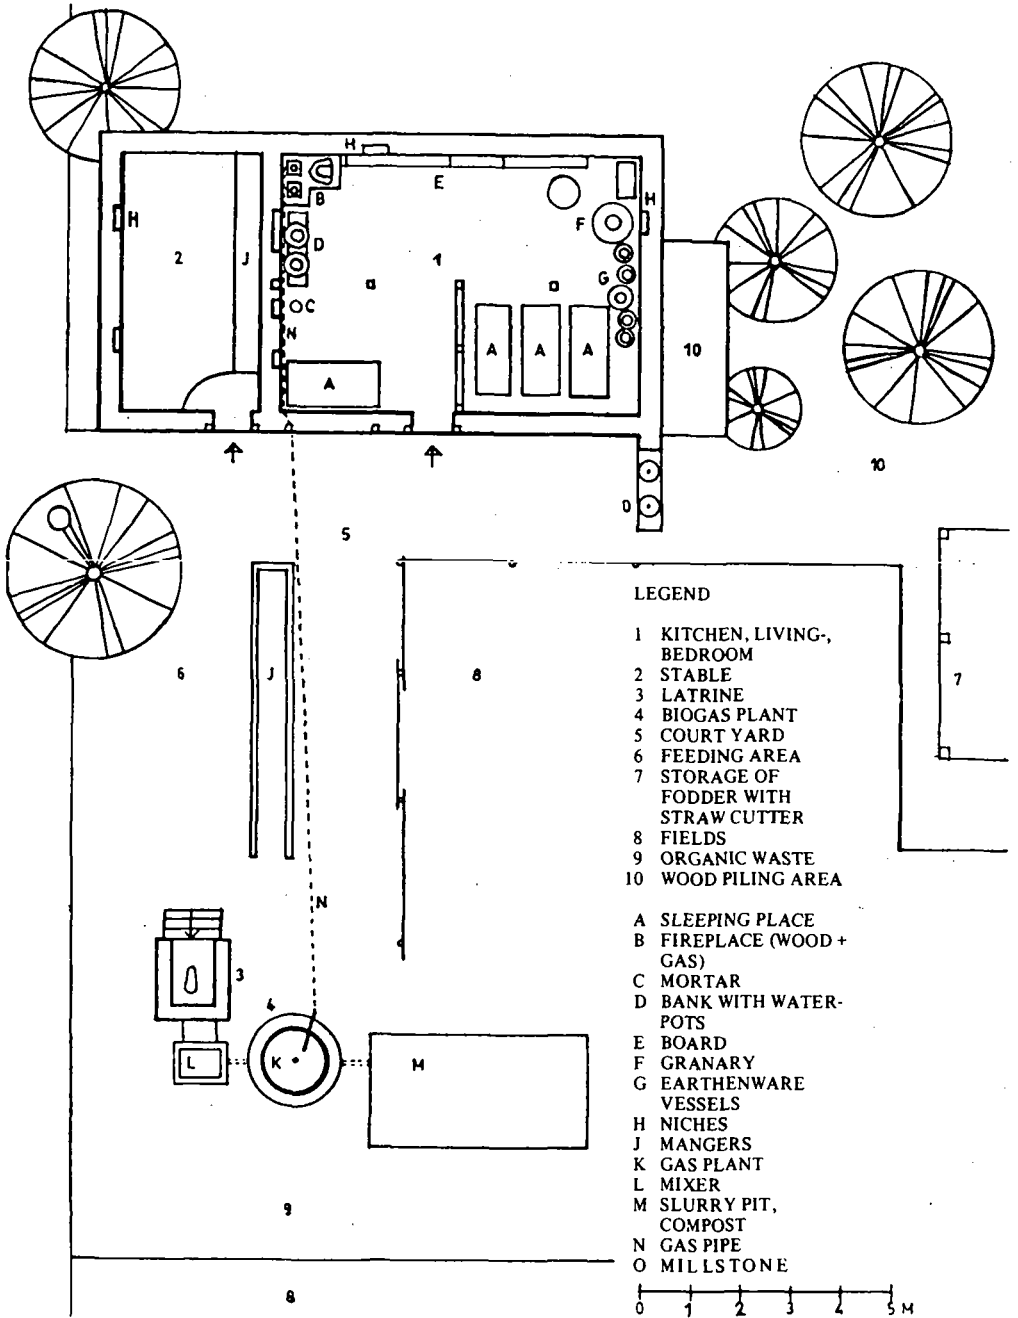 H
H
E
H
B
F
D
2
J
1
G
C
N
A
A
A
A
10
10
O
5
6
J
8
7
N
3
4
L
K
M
9
8
LEGEND
1 KITCHEN, LIVING-,
BEDROOM
2 STABLE
3 LATRINE
4 BIOGAS PLANT
5 COURT YARD
6 FEEDING AREA
7 STORAGE OF
FODDER WITH
STRAW CUTTER
8 FIELDS
9 ORGANIC WASTE
10 WOOD PILING AREA
A SLEEPING PLACE
B FIREPLACE (WOOD +
GAS)
C MORTAR
D BANK WITH WATER-
POTS
E BOARD
F GRANARY
G EARTHENWARE
VESSELS
H NICHES
J MANGERS
K GAS PLANT
L MIXER
M SLURRY PIT,
COMPOST
N GAS PIPE
O MILLSTONE
0 1 2 3 4 5 M